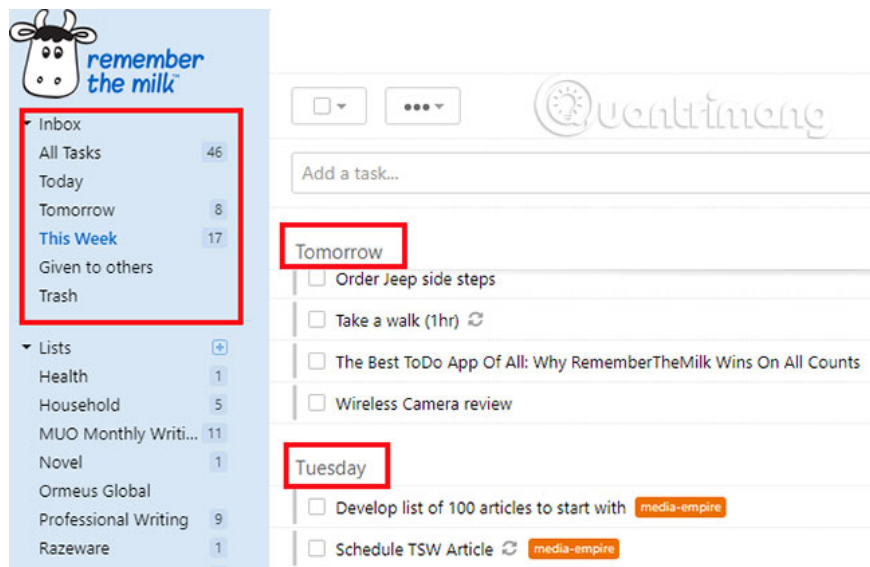 remember
the milk™
Inbox
All Tasks 46
Today
Tomorrow 8
This Week 17
Given to others
Trash
Lists
Health 1
Household 5
MUO Monthly Writi... 11
Novel 1
Ormeus Global
Professional Writing 9
Razeware 1
Quantrimang
Add a task...
Tomorrow
Order Jeep side steps
Take a walk (1hr)
The Best ToDo App Of All: Why RememberTheMilk Wins On All Counts
Wireless Camera review
Tuesday
Develop list of 100 articles to start with media-empire
Schedule TSW Article media-empire